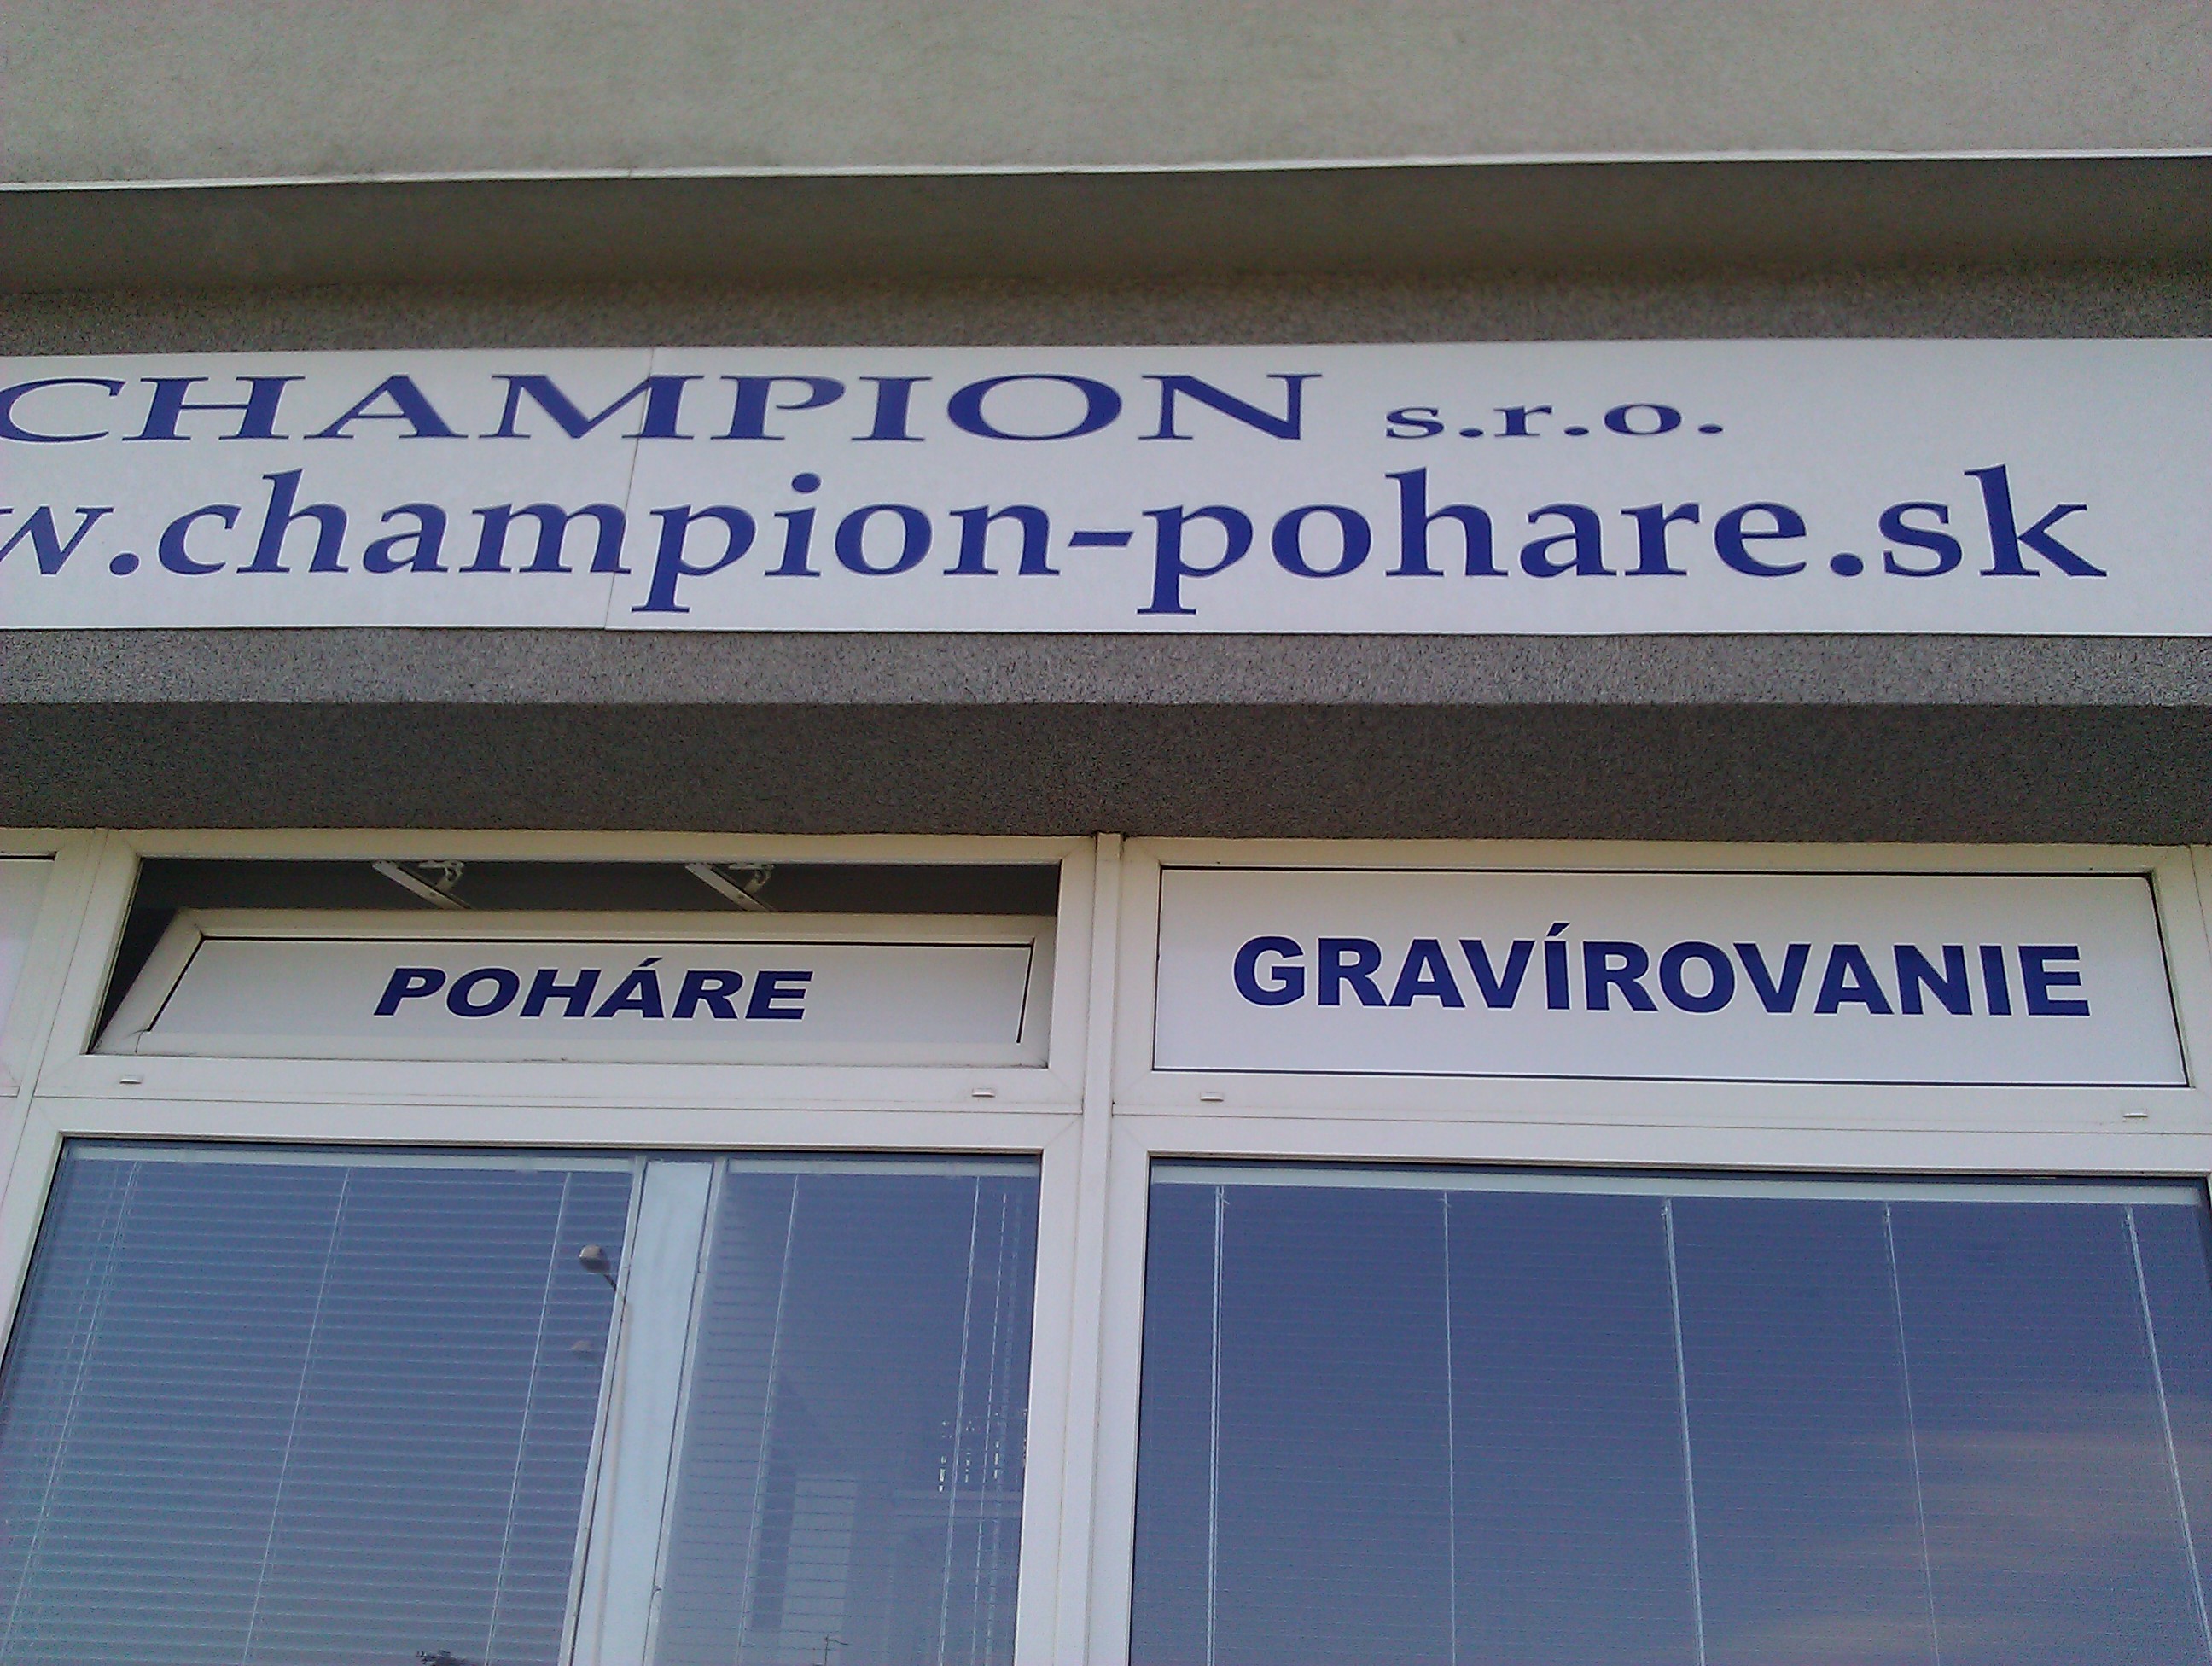 CHAMPION s.r.o.
w.champion-pohare.sk
POHÁRE
GRAVÍROVANIE